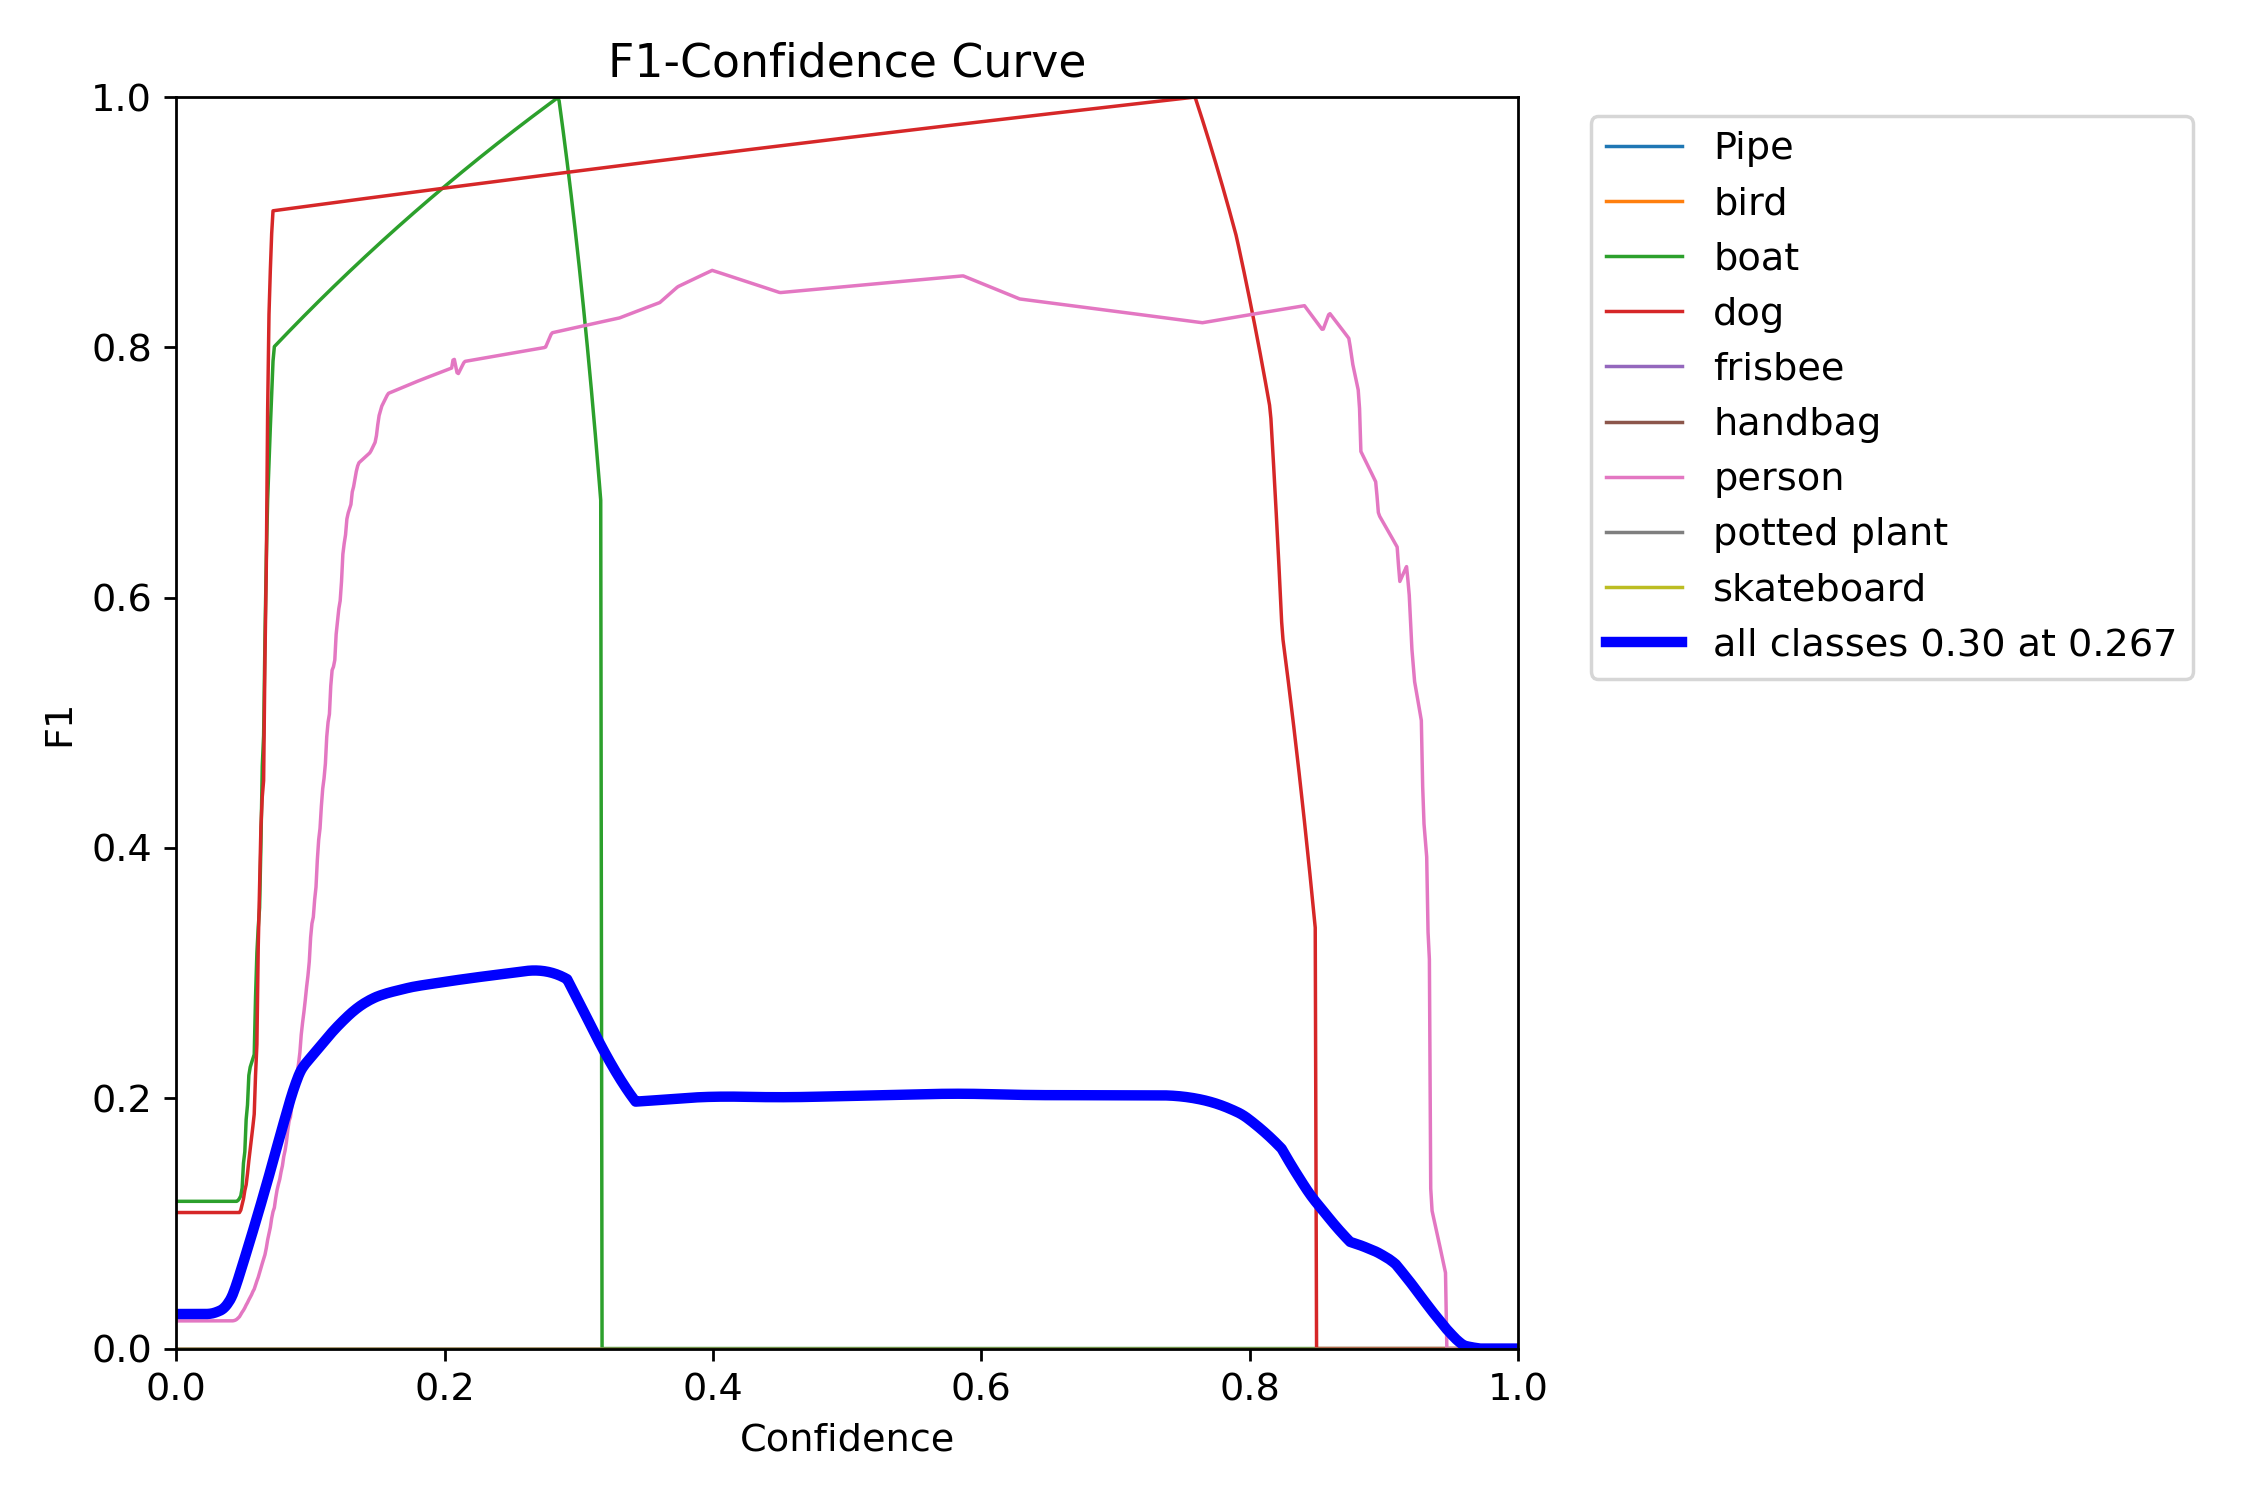 F1-Confidence Curve
1.0
0.8
0.6
0.4
0.2
0.0
F1
0.0 0.2 0.4 0.6 0.8 1.0
Confidence
Pipe
bird
boat
dog
frisbee
handbag
person
potted plant
skateboard
all classes 0.30 at 0.267